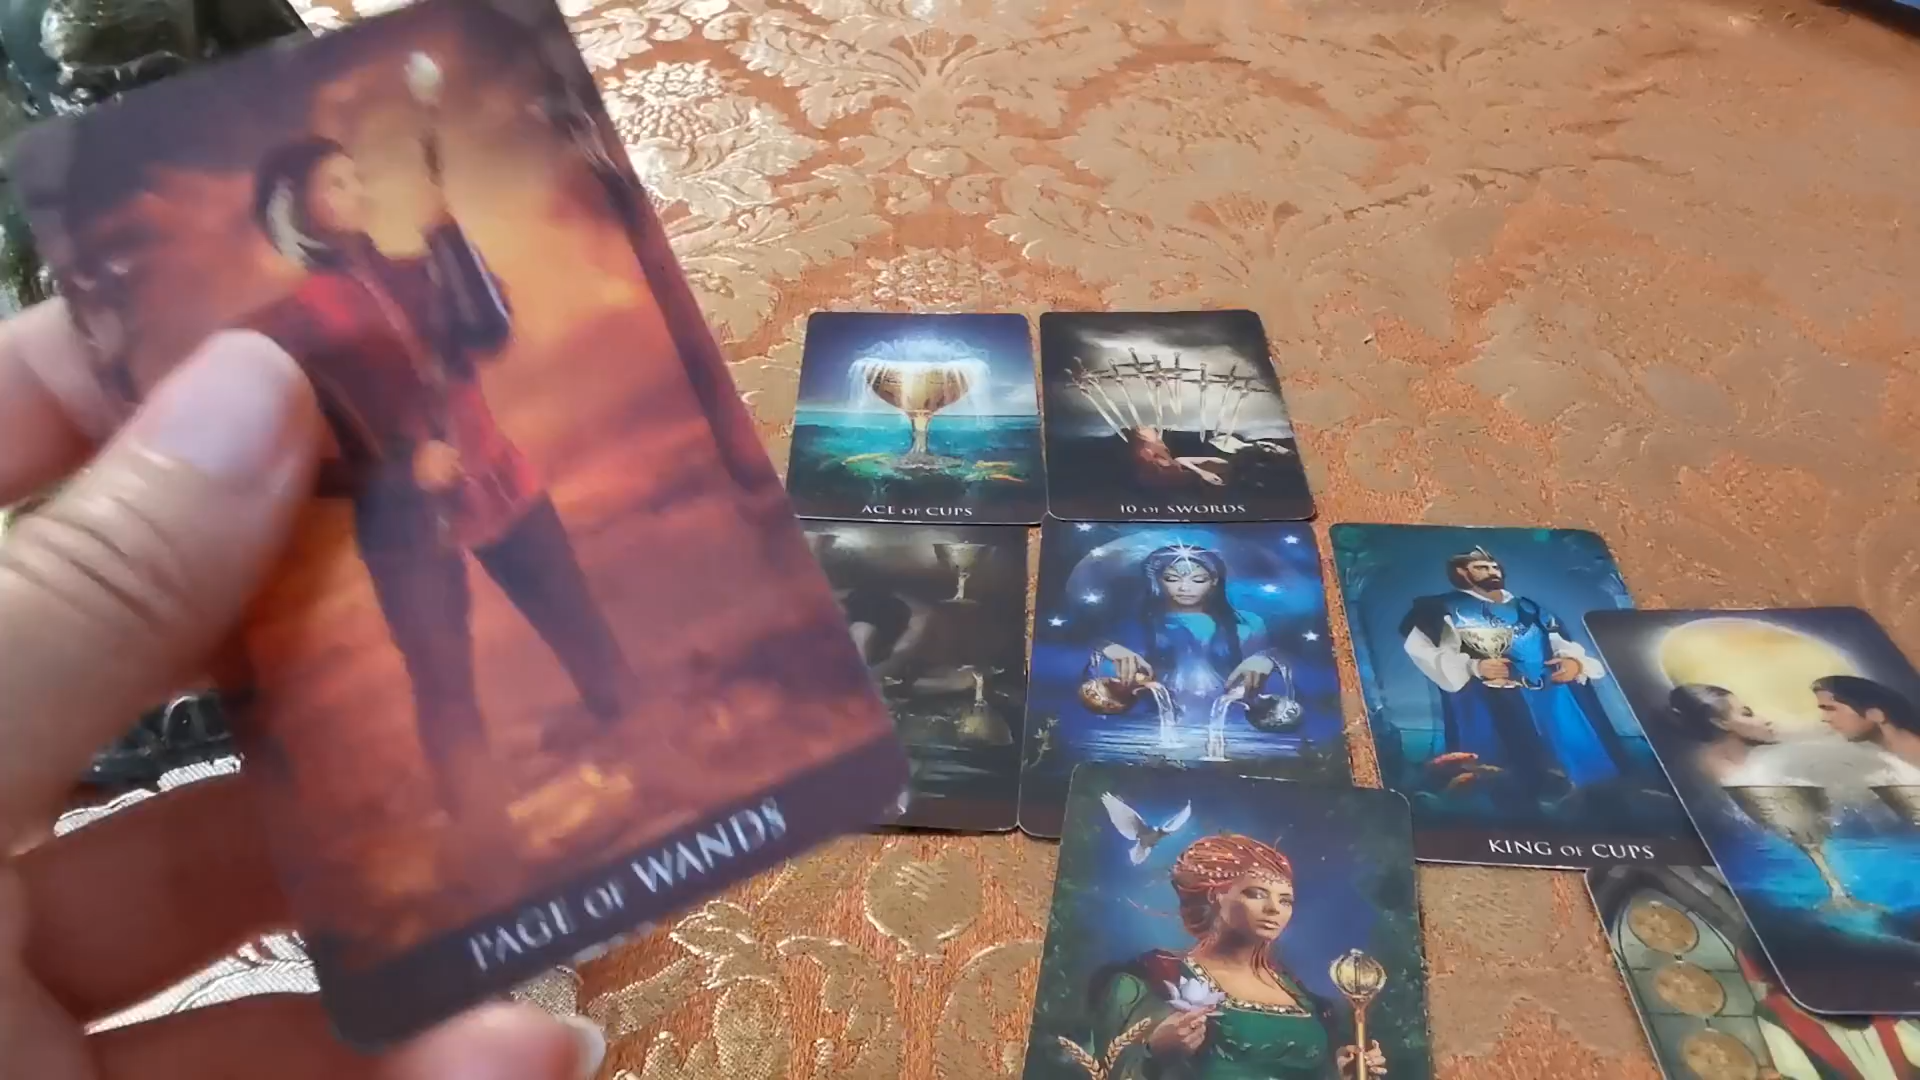 ACE OF CUPS
10 OF SWORDS
KING OF CUPS
PAGE OF WANDS